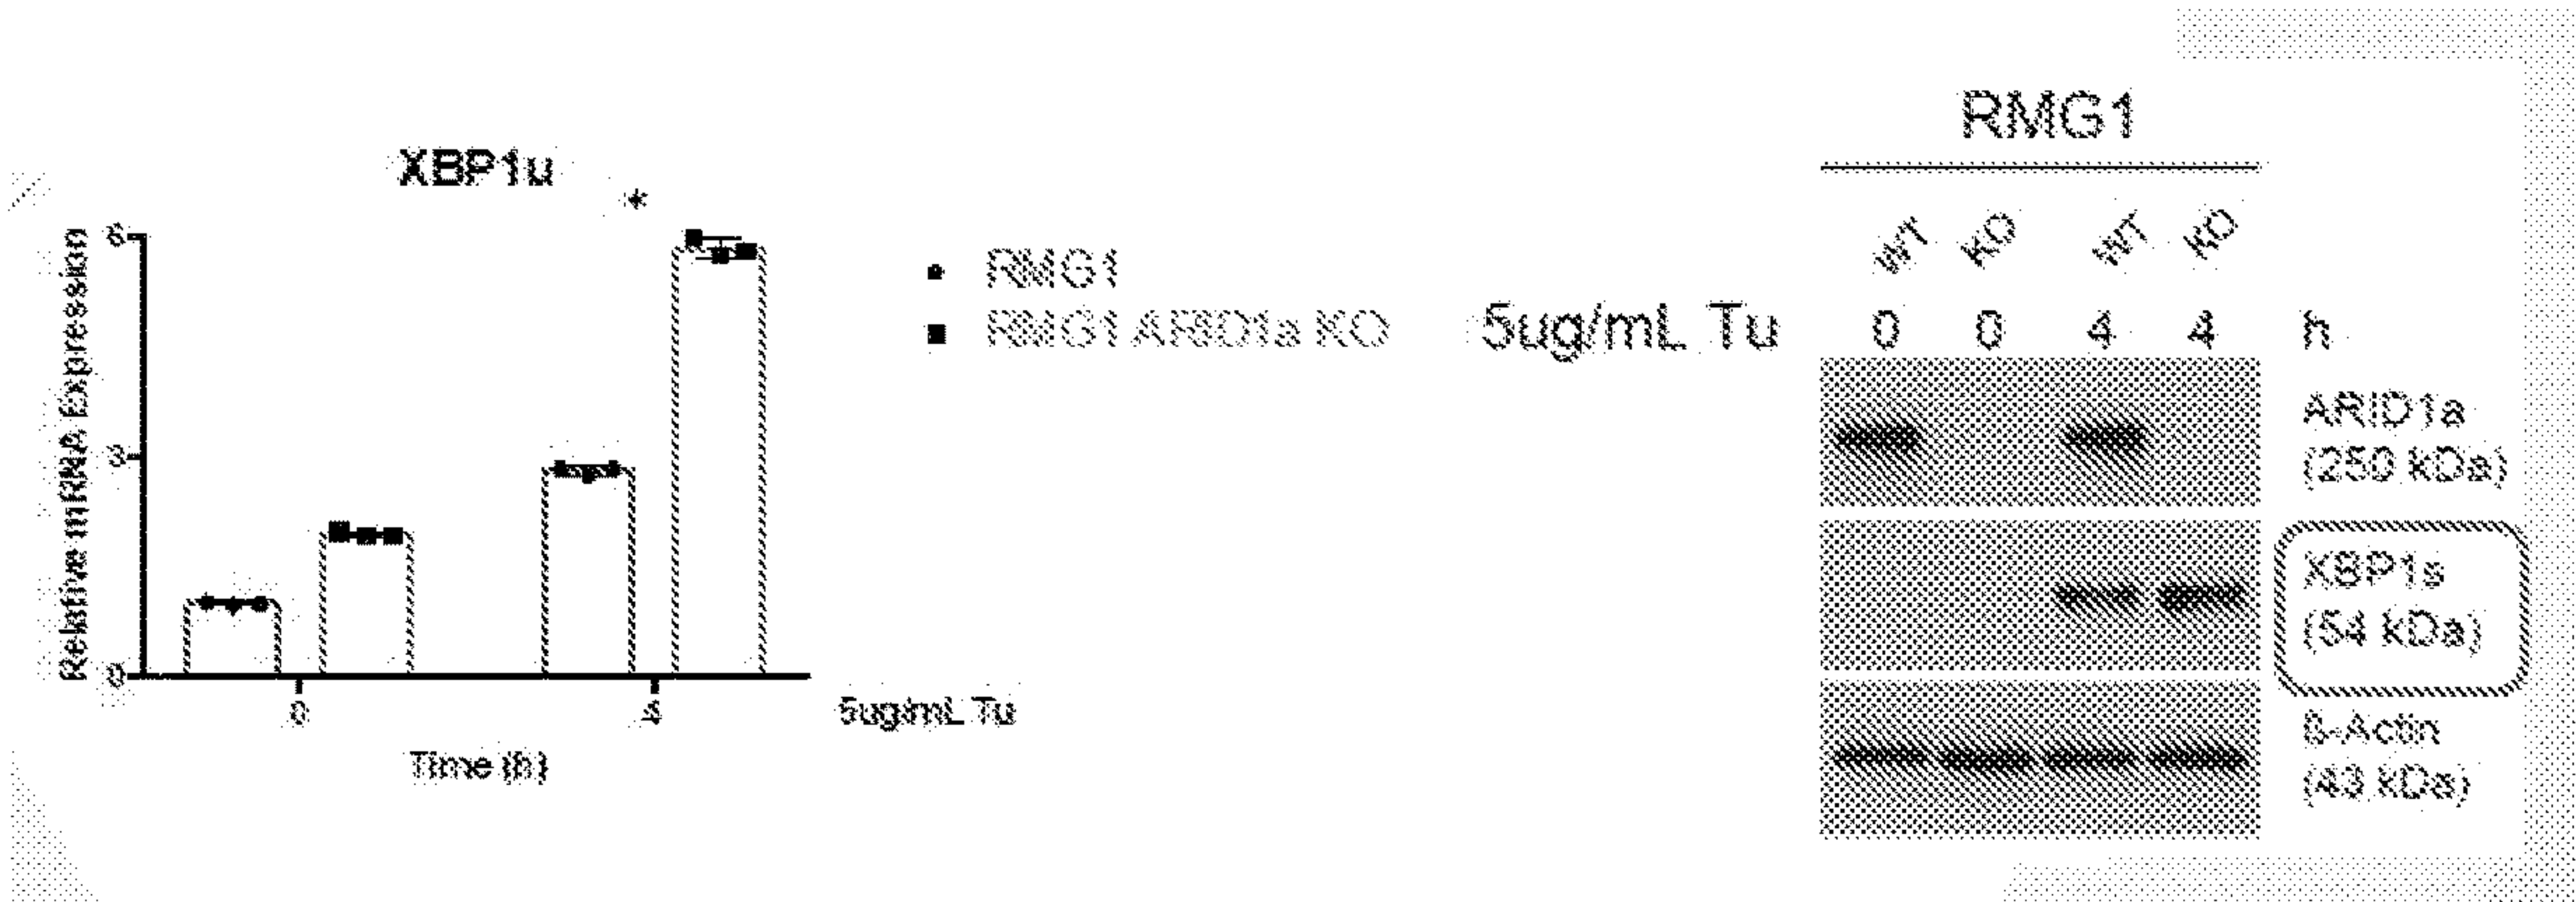 XBP1u
*
Relative mRNA Expression
6
3
0
0
4
5ug/mL Tu
Time (h)
RMG1
RMG1 ARID1a KO
RMG1
WT KO WT KO
5ug/mL Tu 0 0 4 4 h
ARID1a
(250 kDa)
XBP1s
(54 kDa)
ß-Actin
(43 kDa)